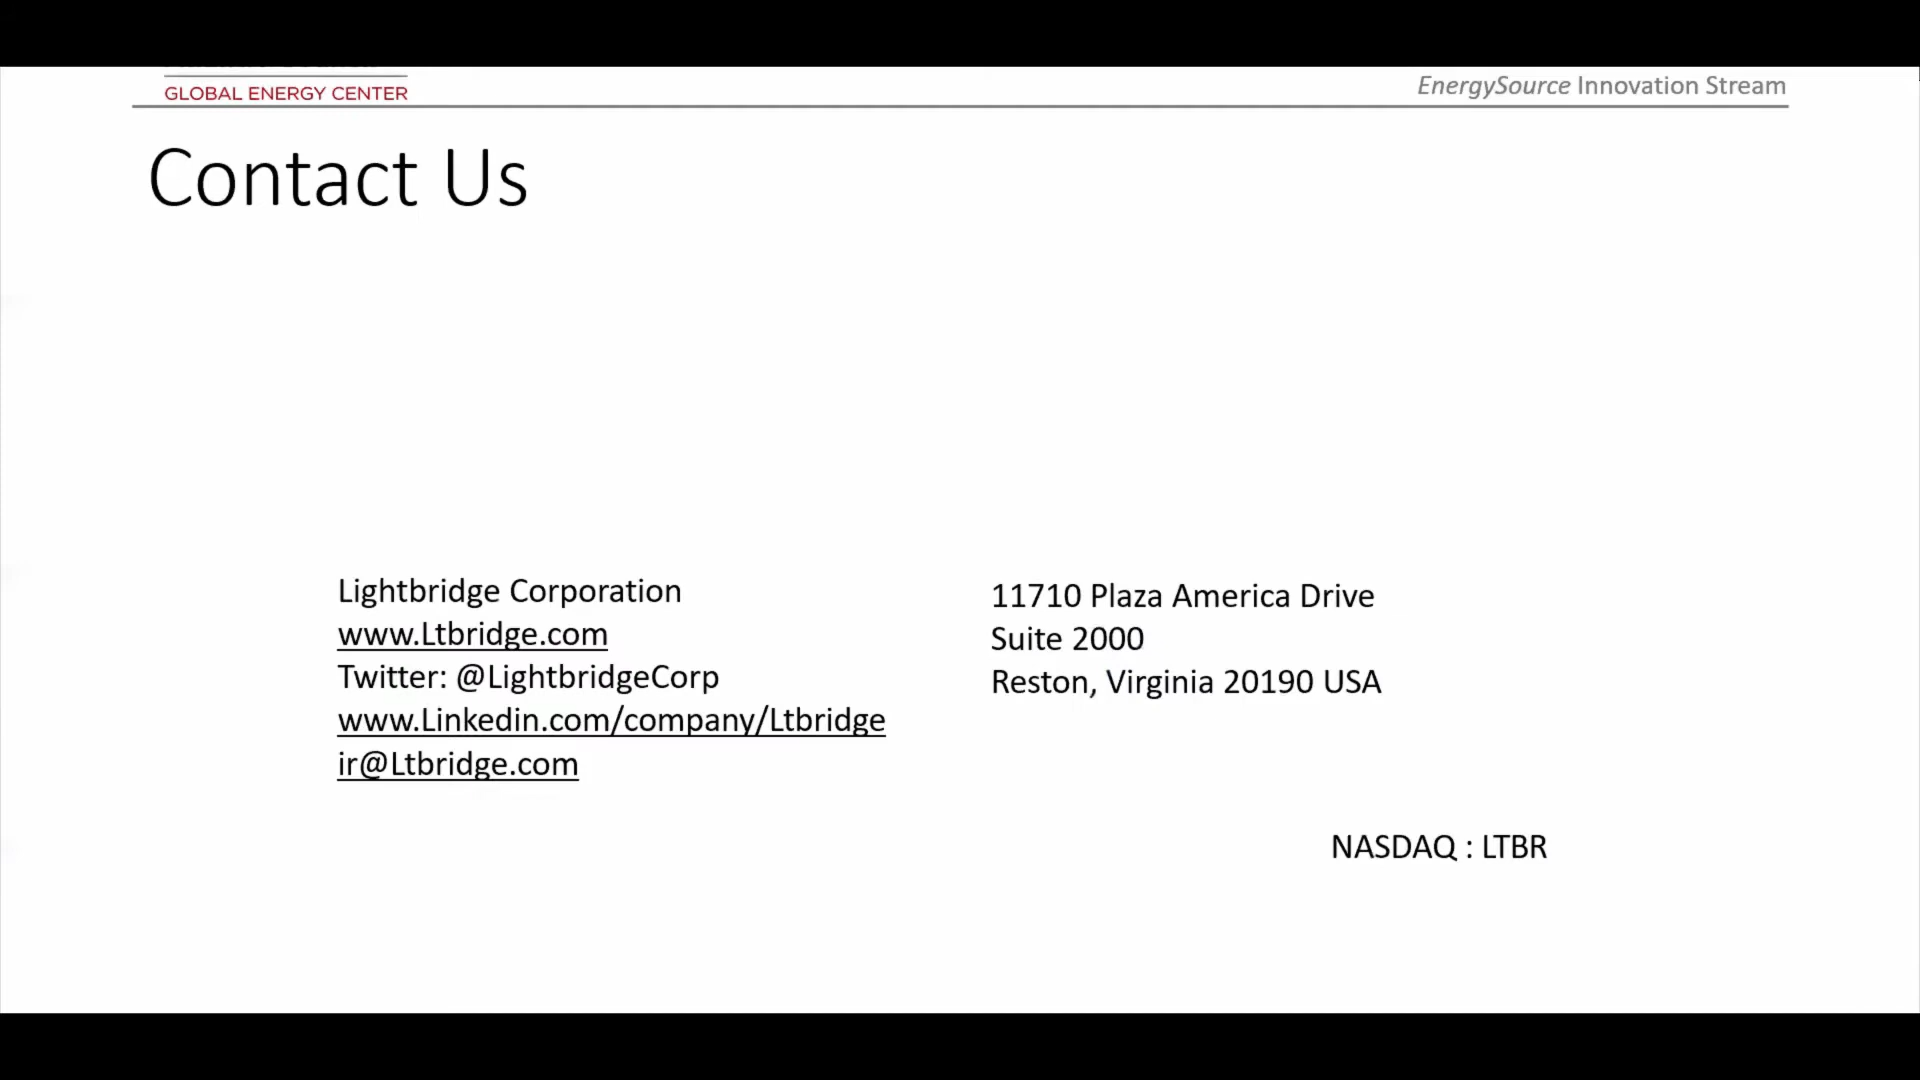 GLOBAL ENERGY CENTER
EnergySource Innovation Stream
Contact Us
Lightbridge Corporation
www.Ltbridge.com
Twitter: @LightbridgeCorp
www.Linkedin.com/company/Ltbridge
ir@Ltbridge.com
11710 Plaza America Drive
Suite 2000
Reston, Virginia 20190 USA
NASDAQ : LTBR